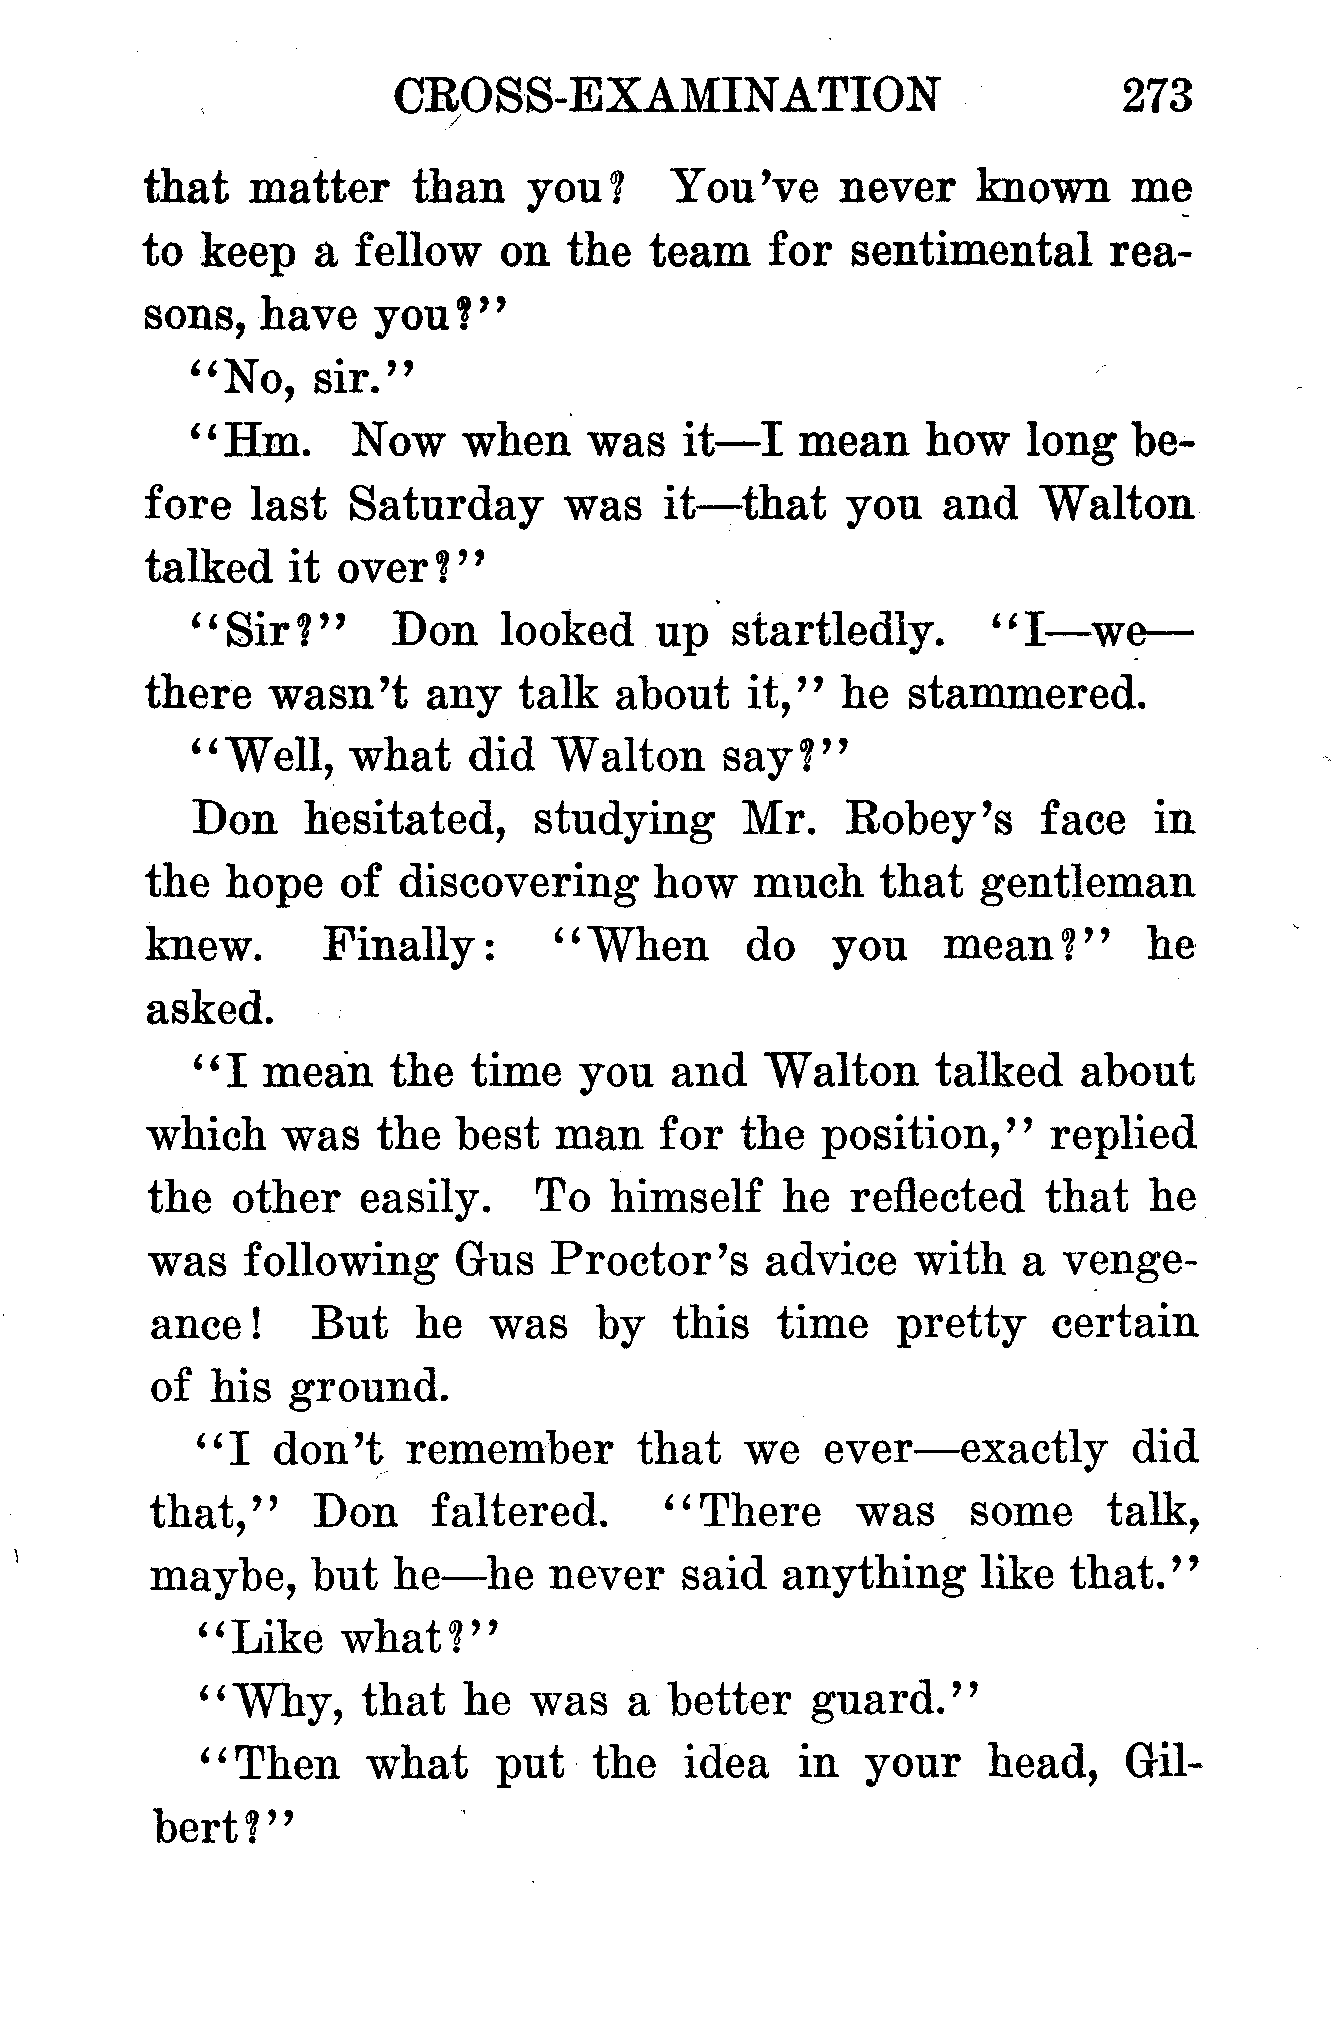 CROSS-EXAMINATION 273
that matter than you? You've never known me
to keep a fellow on the team for sentimental rea-
sons, have you?"
"No, sir."
"Hm. Now when was it—I mean how long be-
fore last Saturday was it—that you and Walton
talked it over?"
"Sir?" Don looked up startledly. "I—we—
there wasn't any talk about it," he stammered.
"Well, what did Walton say?"
Don hesitated, studying Mr. Robey's face in
the hope of discovering how much that gentleman
knew. Finally: "When do you mean?" he
asked.
"I mean the time you and Walton talked about
which was the best man for the position," replied
the other easily. To himself he reflected that he
was following Gus Proctor's advice with a venge-
ance! But he was by this time pretty certain
of his ground.
"I don't remember that we ever—exactly did
that," Don faltered. "There was some talk,
maybe, but he—he never said anything like that."
"Like what?"
"Why, that he was a better guard."
"Then what put the idea in your head, Gil-
bert?"